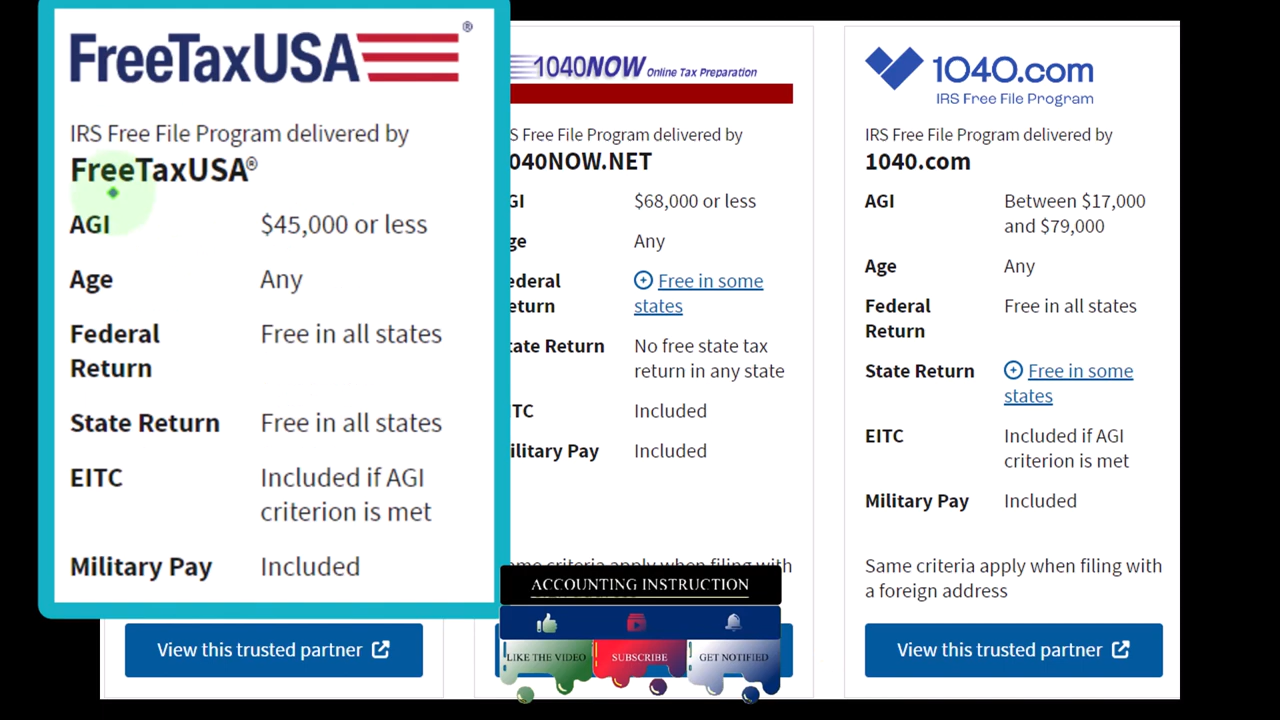 FreeTaxUSA®
IRS Free File Program delivered by
FreeTaxUSA®
AGI $45,000 or less
Age Any
Federal Return Free in all states
State Return Free in all states
EITC Included if AGI criterion is met
Military Pay Included
View this trusted partner
1040NOW Online Tax Preparation
S Free File Program delivered by
040NOW.NET
GI $68,000 or less
ge Any
ederal eturn Free in some states
tate Return No free state tax return in any state
TC Included
ilitary Pay Included
ame criteria apply when filing with
ACCOUNTING INSTRUCTION
LIKE THE VIDEO SUBSCRIBE GET NOTIFIED
1040.com
IRS Free File Program
IRS Free File Program delivered by
1040.com
AGI Between $17,000 and $79,000
Age Any
Federal Return Free in all states
State Return Free in some states
EITC Included if AGI criterion is met
Military Pay Included
Same criteria apply when filing with
a foreign address
View this trusted partner